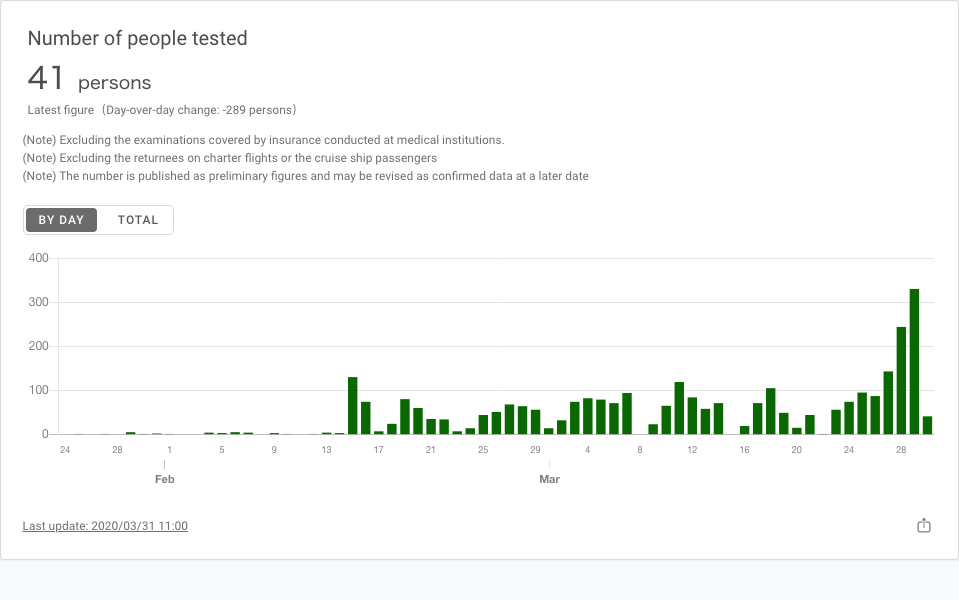 Number of people tested
41 persons
Latest figure (Day-over-day change: -289 persons)
(Note) Excluding the examinations covered by insurance conducted at medical institutions.
(Note) Excluding the returnees on charter flights or the cruise ship passengers
(Note) The number is published as preliminary figures and may be revised as confirmed data at a later date
BY DAY TOTAL
400
300
200
100
0
24 28 1 5 9 13 17 21 25 29 4 8 12 16 20 24 28
Feb Mar
Last update: 2020/03/31 11:00